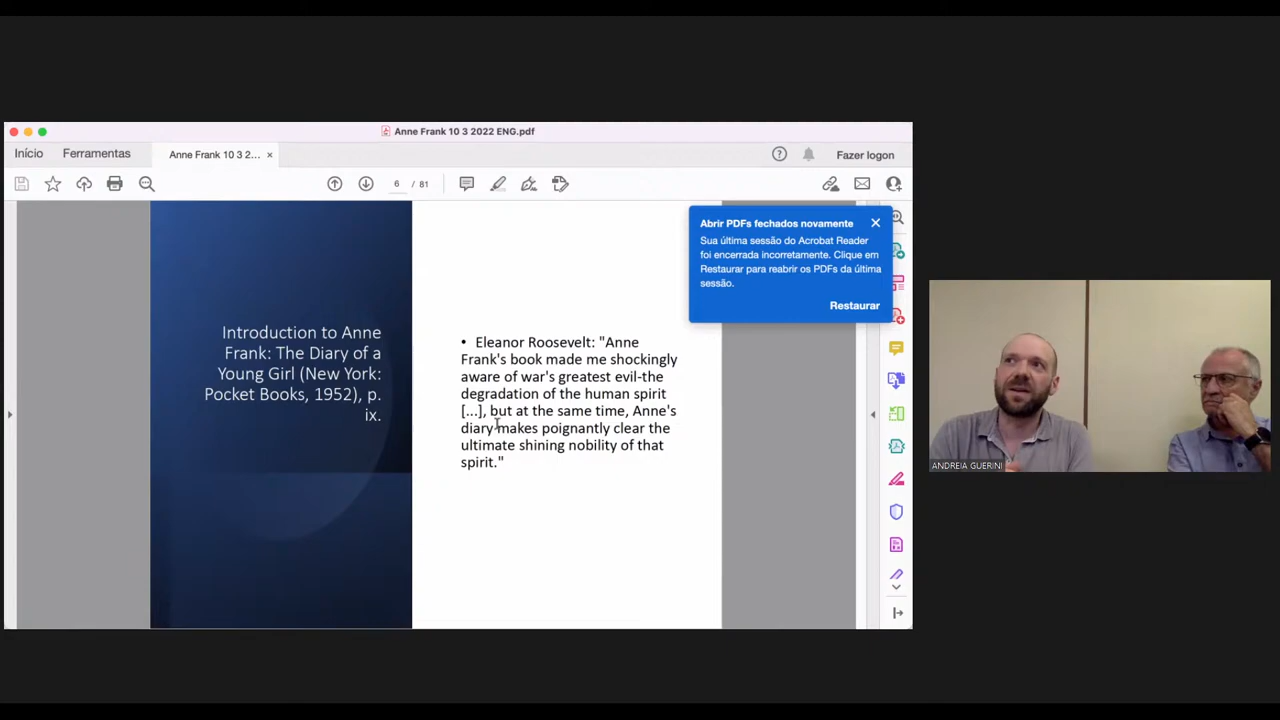 Anne Frank 10 3 2022 ENG.pdf
Início
Ferramentas
Anne Frank 10 3 2...
Fazer logon
6 / 81
Introduction to Anne
Frank: The Diary of a
Young Girl (New York:
Pocket Books, 1952), p.
ix.
• Eleanor Roosevelt: "Anne
Frank's book made me shockingly
aware of war's greatest evil-the
degradation of the human spirit
[...], but at the same time, Anne's
diary makes poignantly clear the
ultimate shining nobility of that
spirit."
Abrir PDFs fechados novamente
Sua última sessão do Acrobat Reader
foi encerrada incorretamente. Clique em
Restaurar para reabrir os PDFs da última
sessão.
Restaurar
ANDREIA GUERINI